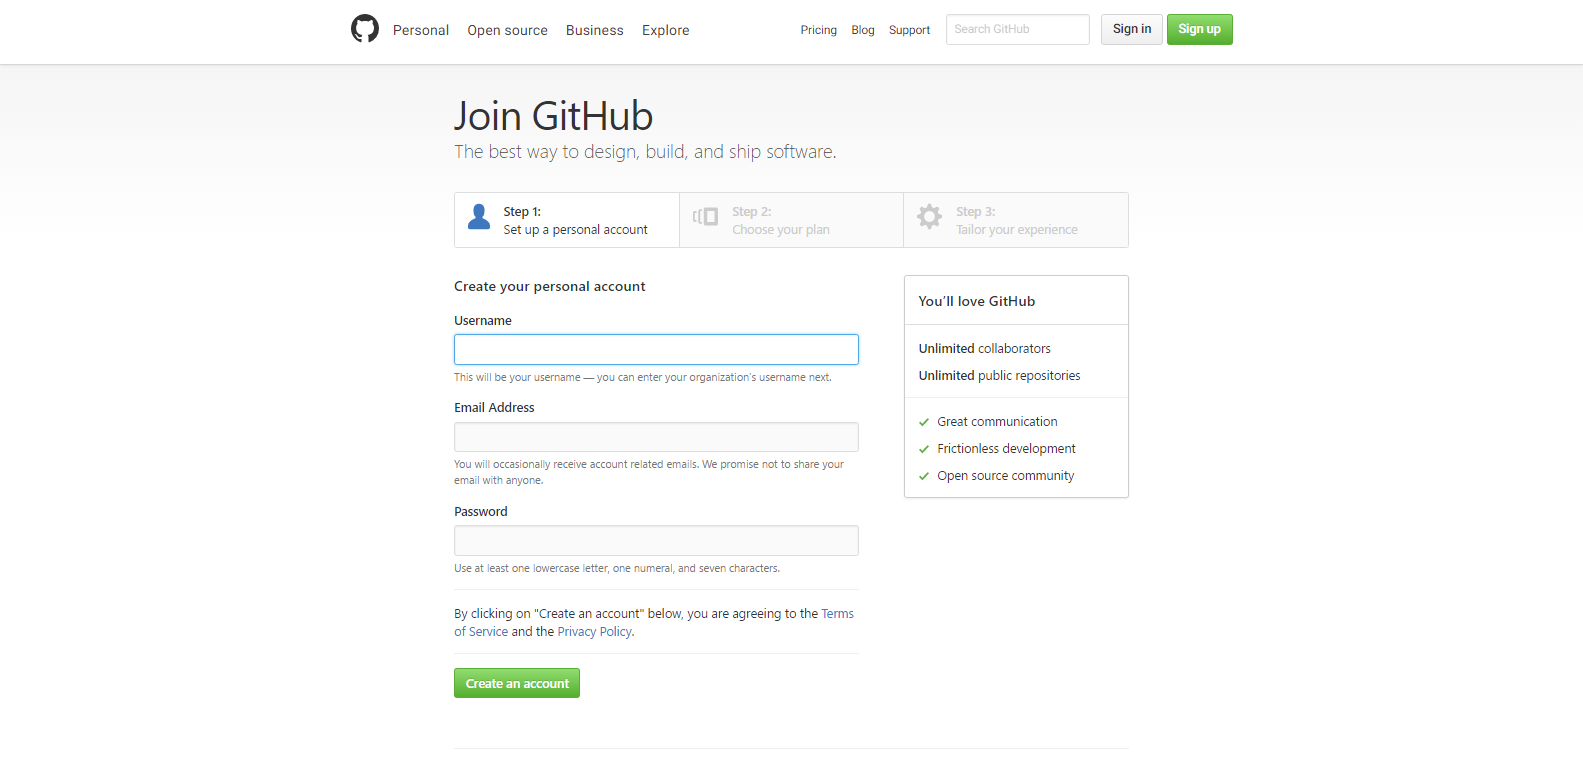 Personal Open source Business Explore Pricing Blog Support Search GitHub Sign in Sign up
Join GitHub
The best way to design, build, and ship software.
Step 1:
Set up a personal account
Step 2:
Choose your plan
Step 3:
Tailor your experience
Create your personal account
Username
This will be your username — you can enter your organization's username next.
Email Address
You will occasionally receive account related emails. We promise not to share your
email with anyone.
Password
Use at least one lowercase letter, one numeral, and seven characters.
By clicking on "Create an account" below, you are agreeing to the Terms
of Service and the Privacy Policy.
Create an account
You'll love GitHub
Unlimited collaborators
Unlimited public repositories
Great communication
Frictionless development
Open source community